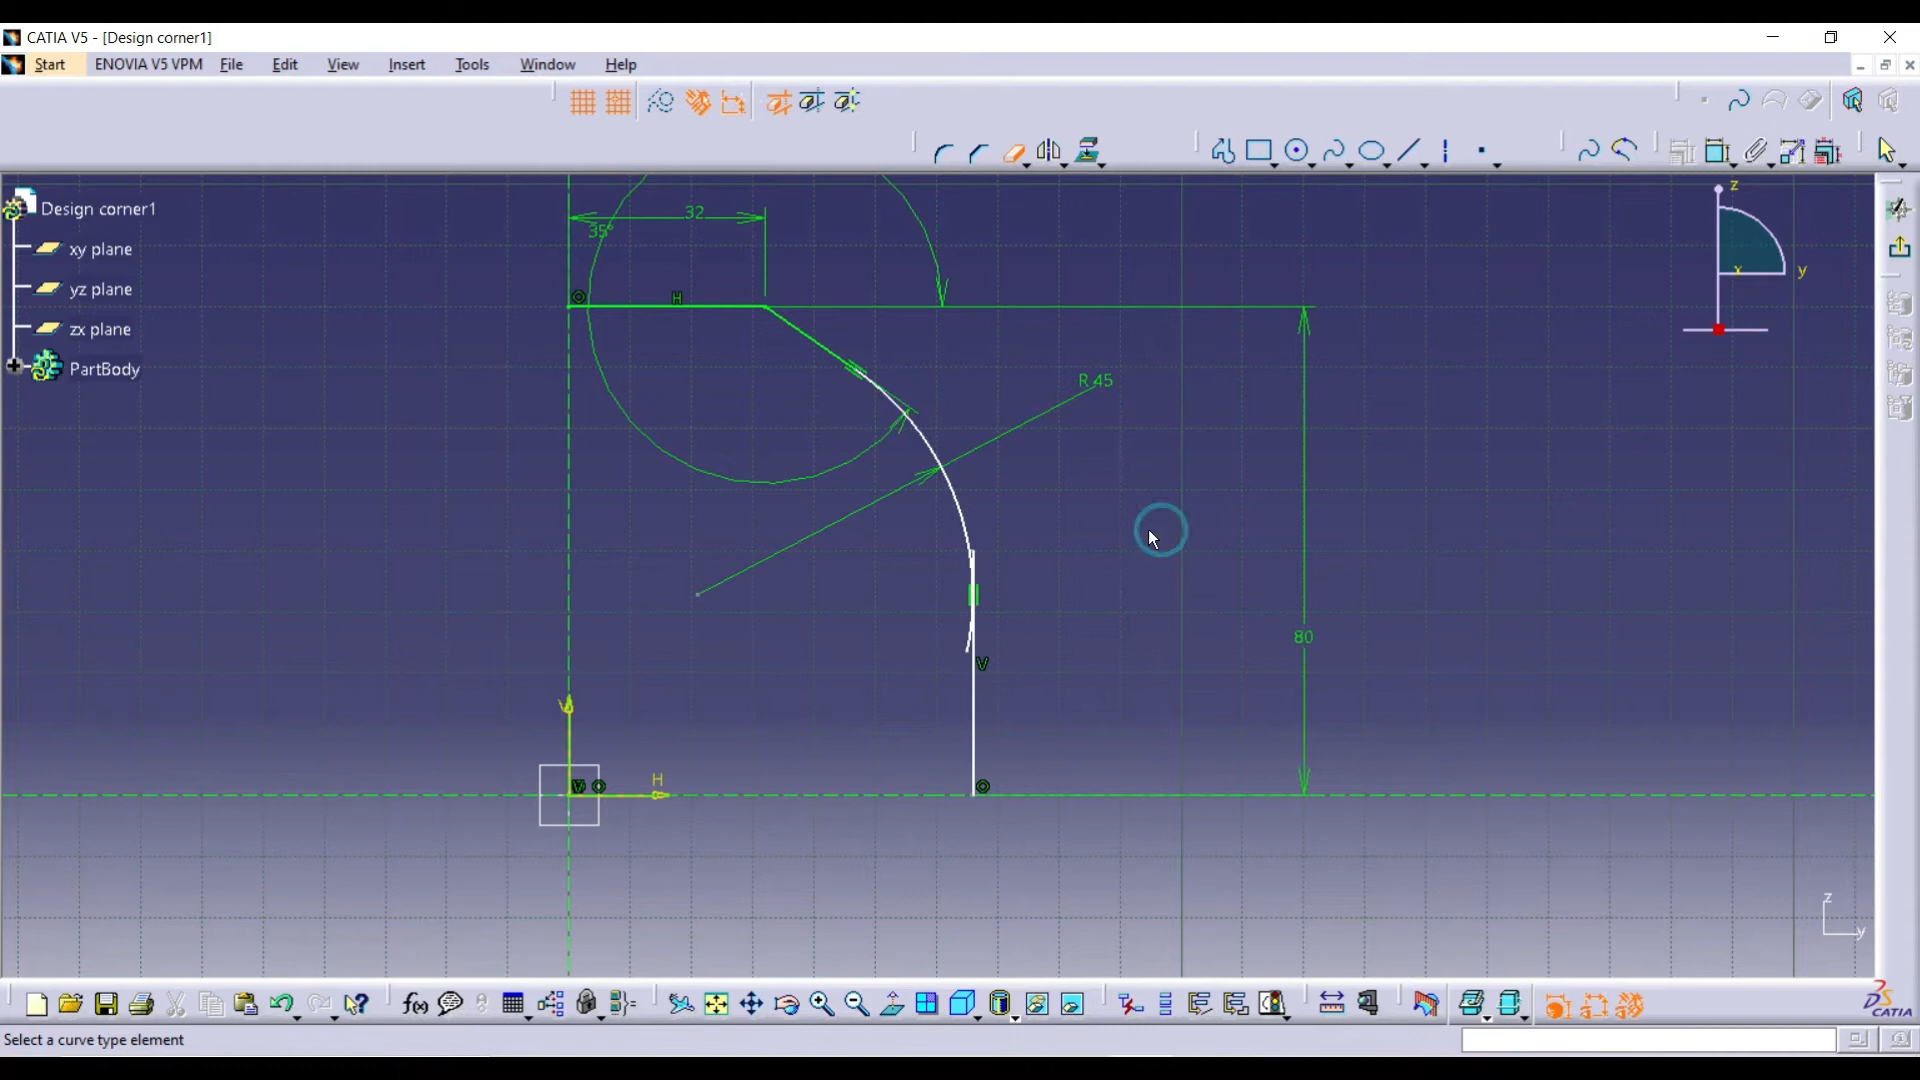 CATIA V5 - [Design corner1]
Start ENOVIA V5 VPM File Edit View Insert Tools Window Help
Design corner1
xy plane
yz plane
zx plane
PartBody
32
35°
H
R 45
80
V
V
H
z
x
y
z
y
f(x)
CATIA
Select a curve type element